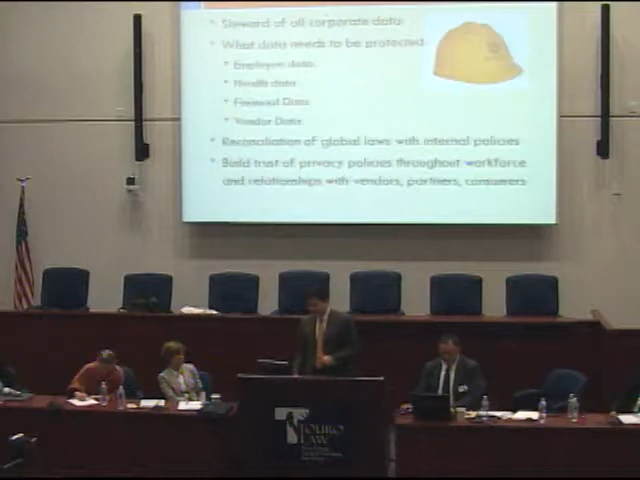 Steward of all corporate data
What data needs to be protected
Employee data
Health data
Financial Data
Vendor Data
Reconciliation of global laws with internal policies
Build trust of privacy policies throughout workforce
and relationships with vendors, partners, consumers
TOURO
LAW